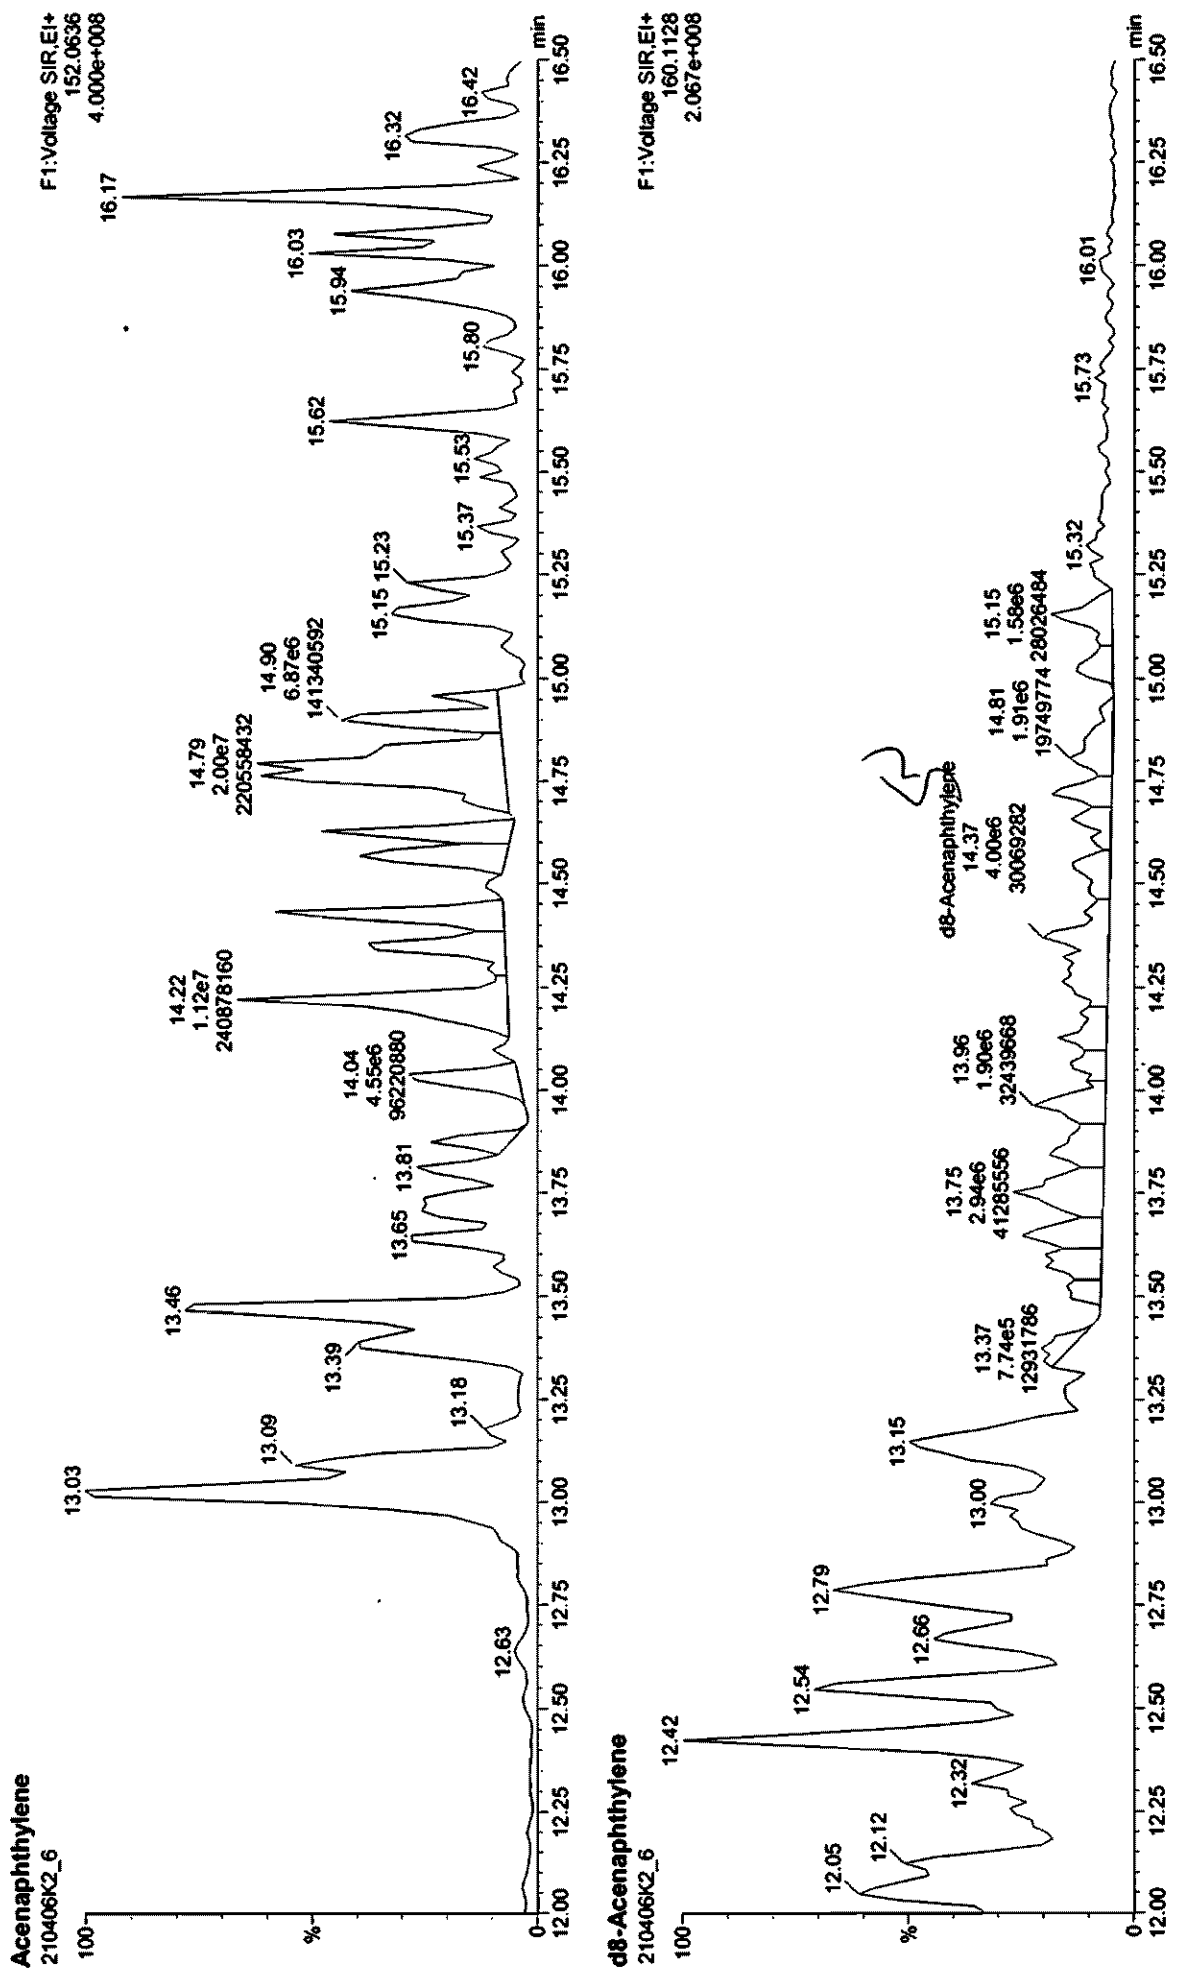 Acenaphthylene
210406K2_6
F1:Voltage SIR,EI+
152.0636
4.000e+008
100
%
0
13.03
13.09
13.18
12.63
13.39
13.46
13.65
13.81
14.04
4.55e6
96220880
14.22
1.12e7
240878160
14.79
2.00e7
220558432
14.90
6.87e6
141340592
15.15
15.23
15.37
15.53
15.62
15.80
15.94
16.03
16.17
16.32
16.42
12.00 12.25 12.50 12.75 13.00 13.25 13.50 13.75 14.00 14.25 14.50 14.75 15.00 15.25 15.50 15.75 16.00 16.25 16.50
min
d8-Acenaphthylene
210406K2_6
F1:Voltage SIR,EI+
160.1128
2.067e+008
100
%
0
12.05
12.12
12.32
12.42
12.54
12.66
12.79
13.00
13.15
13.37
7.74e5
12931786
13.75
2.94e6
41285556
13.96
1.90e6
32439668
d8-Acenaphthylene
14.37
4.00e6
30069282
14.81
1.91e6
19749774
15.15
1.58e6
28026484
15.32
15.73
16.01
12.00 12.25 12.50 12.75 13.00 13.25 13.50 13.75 14.00 14.25 14.50 14.75 15.00 15.25 15.50 15.75 16.00 16.25 16.50
min